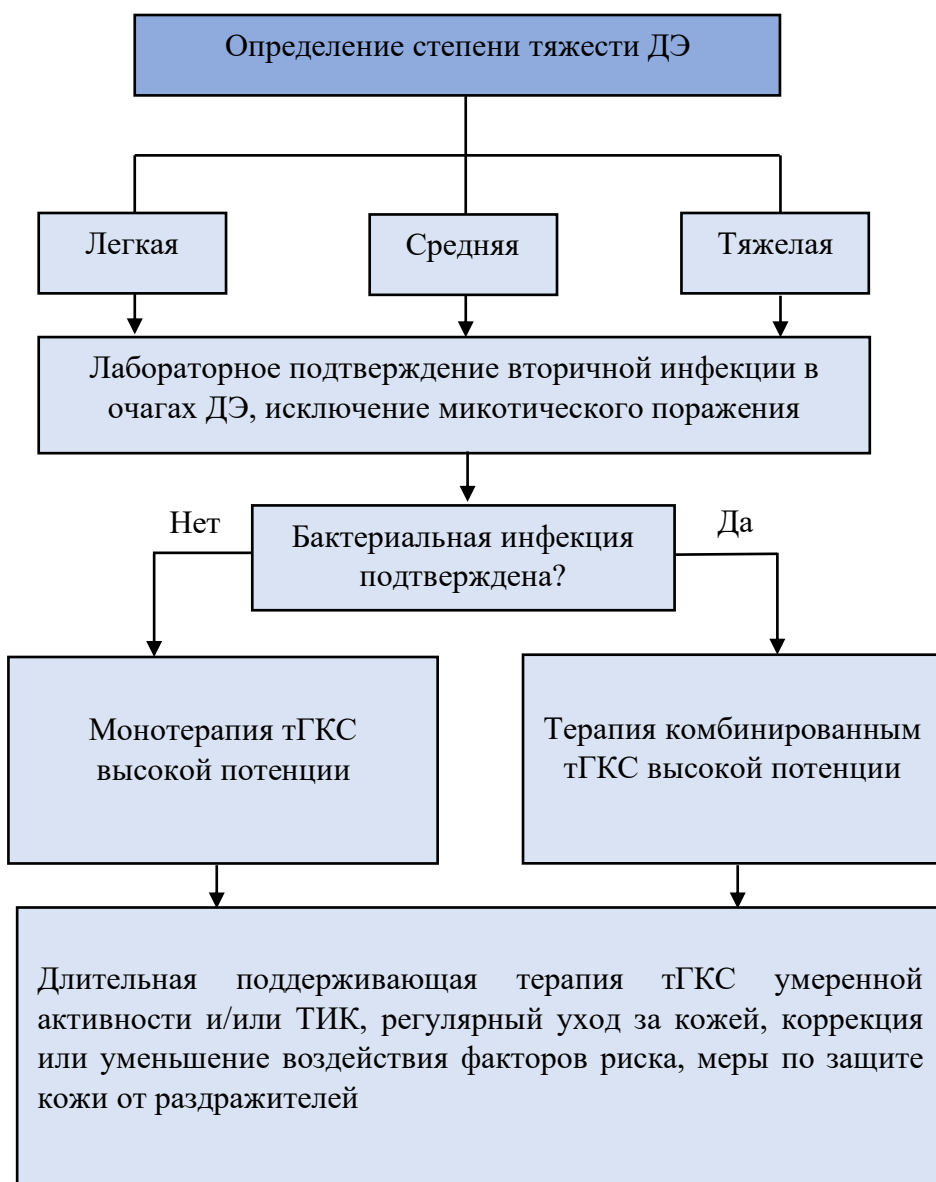 Определение степени тяжести ДЭ
Легкая
Средняя
Тяжелая
Лабораторное подтверждение вторичной инфекции в
очагах ДЭ, исключение микотического поражения
Нет
Да
Бактериальная инфекция
подтверждена?
Монотерапия тГКС
высокой потенции
Терапия комбинированным
тГКС высокой потенции
Длительная поддерживающая терапия тГКС умеренной
активности и/или ТИК, регулярный уход за кожей, коррекция
или уменьшение воздействия факторов риска, меры по защите
кожи от раздражителей